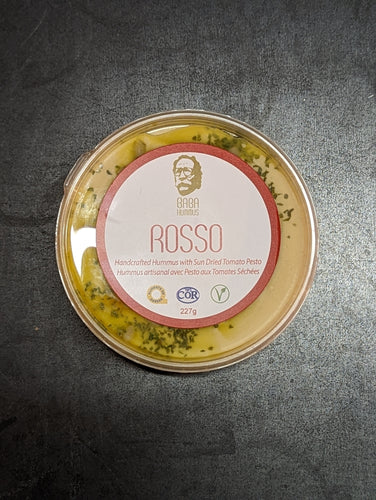 BABA
HUMMUS
ROSSO
Handcrafted Hummus with Sun Dried Tomato Pesto
Hummus artisanal avec Pesto aux Tomates Séchées
COR
V
227g